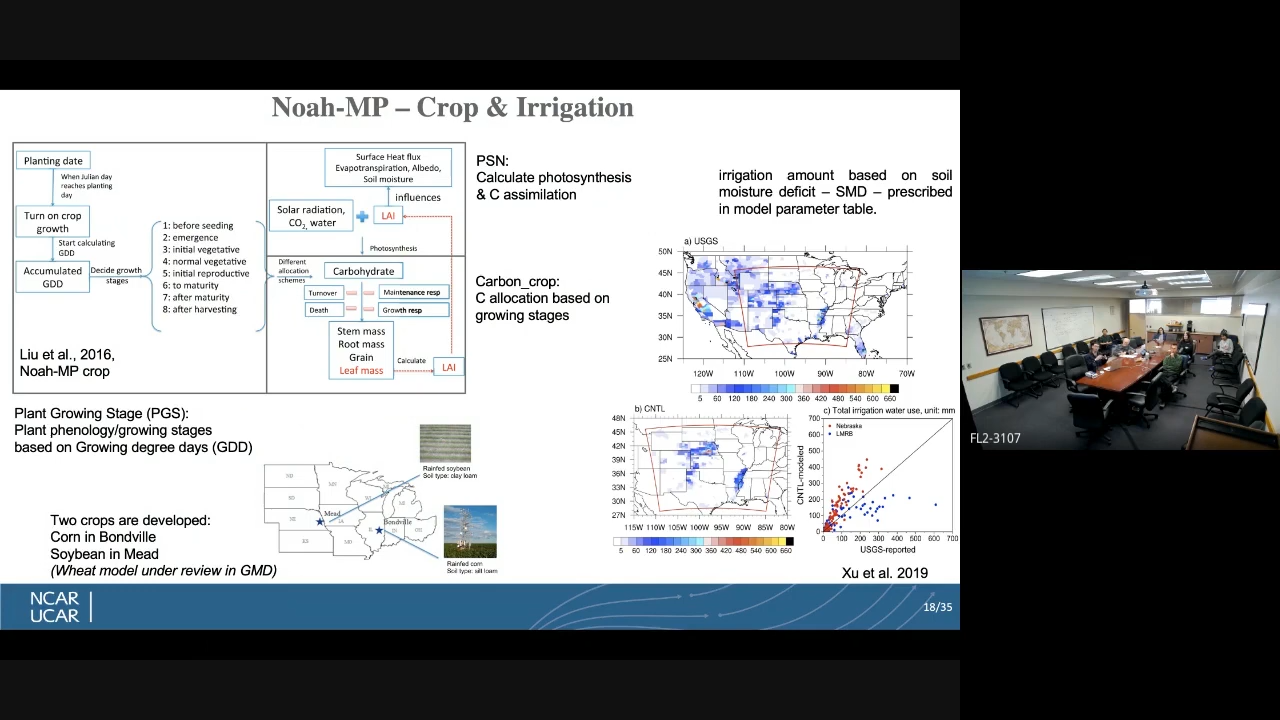 Noah-MP – Crop & Irrigation
Planting date
When Julian day
reaches planting
day
Turn on crop
growth
Start calculating
GDD
Accumulated
GDD
Decide growth
stages
1: before seeding
2: emergence
3: initial vegetative
4: normal vegetative
5: initial reproductive
6: to maturity
7: after maturity
8: after harvesting
Liu et al., 2016,
Noah-MP crop
Surface Heat flux
Evapotranspiration, Albedo,
Soil moisture
influences
Solar radiation,
CO2, water
LAI
Photosynthesis
Different
allocation
schemes
Carbohydrate
Turnover
Maintenance resp
Death
Growth resp
Stem mass
Root mass
Grain
Leaf mass
Calculate
LAI
PSN:
Calculate photosynthesis
& C assimilation
Carbon_crop:
C allocation based on
growing stages
irrigation amount based on soil
moisture deficit – SMD – prescribed
in model parameter table.
a) USGS
50N
45N
40N
35N
30N
25N
120W 110W 100W 90W 80W 70W
5 60 120 180 240 300 360 420 480 540 600 660
Plant Growing Stage (PGS):
Plant phenology/growing stages
based on Growing degree days (GDD)
Two crops are developed:
Corn in Bondville
Soybean in Mead
(Wheat model under review in GMD)
Mead
Bondville
Rainfed soybean
Soil type: clay loam
Rainfed corn
Soil type: silt loam
b) CNTL
48N
45N
42N
39N
36N
33N
30N
27N
115W 110W 105W 100W 95W 90W 85W 80W
5 60 120 180 240 300 360 420 480 540 600 660
c) Total irrigation water use, unit: mm
Nebraska
LMRB
700
600
500
400
300
200
100
0
CNTL-modeled
0 100 200 300 400 500 600 700
USGS-reported
Xu et al. 2019
NCAR
UCAR
18/35
FL2-3107